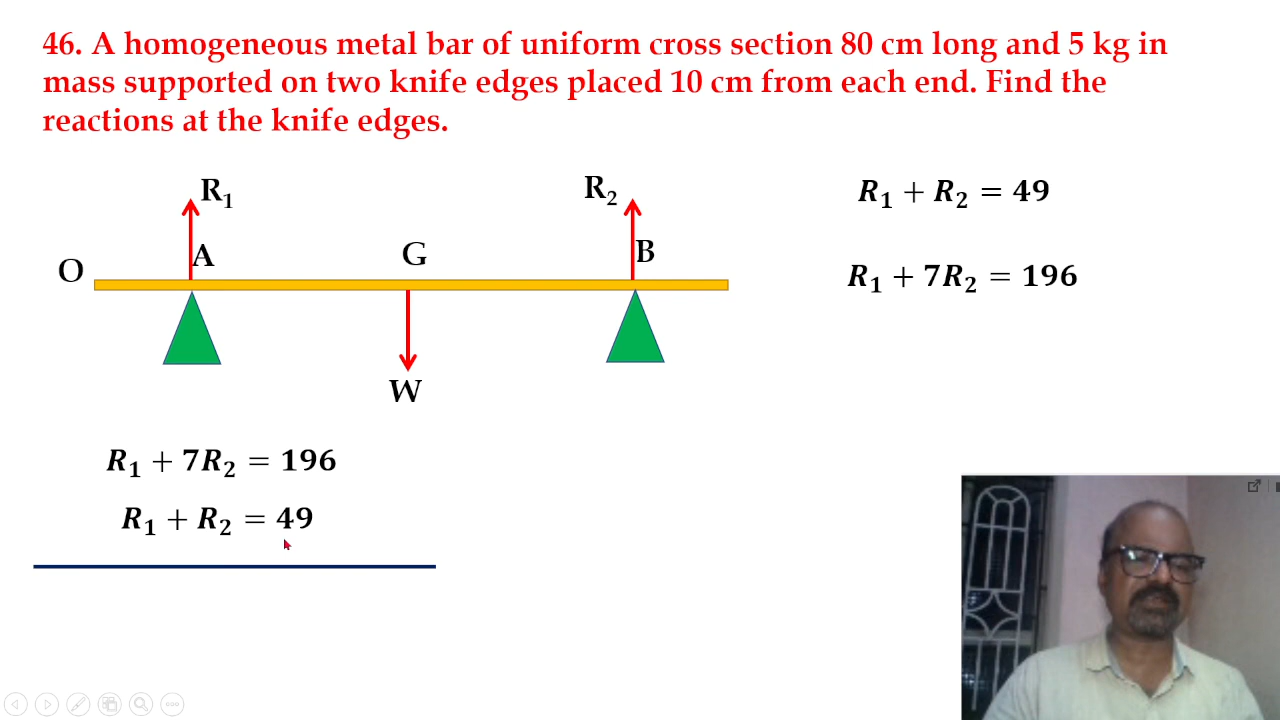 46. A homogeneous metal bar of uniform cross section 80 cm long and 5 kg in
mass supported on two knife edges placed 10 cm from each end. Find the
reactions at the knife edges.
R₁
R₂
O
A
G
B
W
R₁ + R₂ = 49
R₁ + 7R₂ = 196
R₁ + 7R₂ = 196
R₁ + R₂ = 49